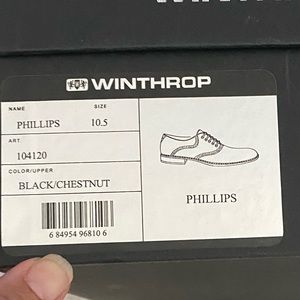 WINTHROP
NAME SIZE
PHILLIPS 10.5
ART
104120
COLOR/UPPER
BLACK/CHESTNUT
PHILLIPS
6 84954 96810 6